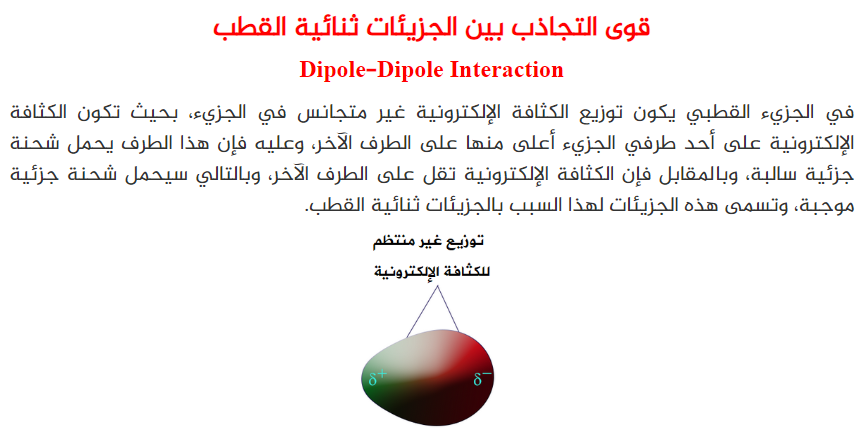 قوى التجاذب بين الجزيئات ثنائية القطب
Dipole-Dipole Interaction
في الجزيء القطبي يكون توزيع الكثافة الإلكترونية غير متجانس في الجزيء، بحيث تكون الكثافة
الإلكترونية على أحد طرفي الجزيء أعلى منها على الطرف الآخر، وعليه فإن هذا الطرف يحمل شحنة
جزئية سالبة، وبالمقابل فإن الكثافة الإلكترونية تقل على الطرف الآخر، وبالتالي سيحمل شحنة جزئية
موجبة، وتسمى هذه الجزيئات لهذا السبب بالجزيئات ثنائية القطب.
توزيع غير منتظم
للكثافة الإلكترونية
δ⁺ δ⁻